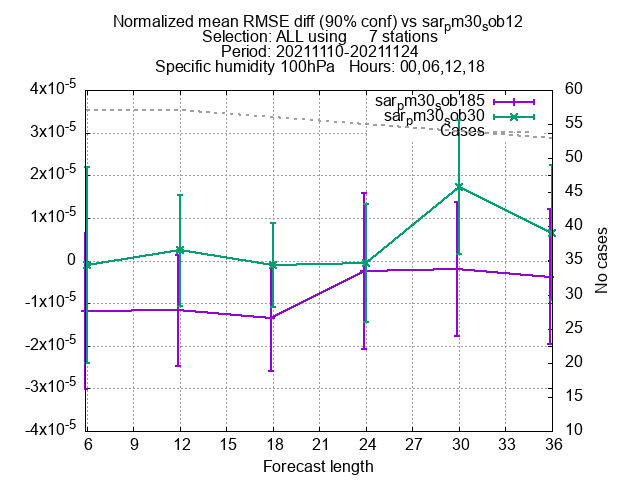 Normalized mean RMSE diff (90% conf) vs sarpm30sob12
Selection: ALL using 7 stations
Period: 20211110-20211124
Specific humidity 100hPa Hours: 00,06,12,18
sarpm30sob185
sarpm30sob30
Cases
4x10-5
3x10-5
2x10-5
1x10-5
0
-1x10-5
-2x10-5
-3x10-5
-4x10-5
60
55
50
45
40
35
30
25
20
15
10
No cases
6 9 12 15 18 21 24 27 30 33 36
Forecast length